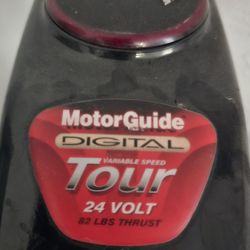 MotorGuide
DIGITAL
VARIABLE SPEED
Tour
24 VOLT
82 LBS THRUST